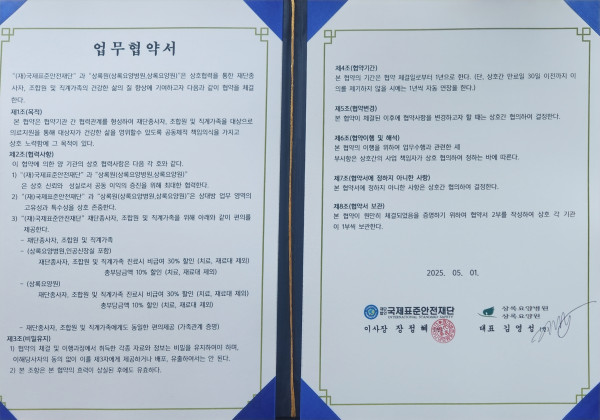 업무협약서
"(재)국제표준안전재단" 과 "상록원(상록요양병원,상록요양원)"은 상호협력을 통한 재단종
사자, 조합원 및 직계가족의 건강한 삶의 질 향상에 기여하고자 다음과 같이 협약을 체결
한다.
제1조(목적)
본 협약은 협약기관 간 협력관계를 형성하여 재단종사자, 조합원 및 직계가족을 대상으로
의료지원을 통해 대상자가 건강한 삶을 영위할수 있도록 공동체적 책임의식을 가지고
상호 노력함에 그 목적이 있다.
제2조(협력사항)
이 협약에 의한 양 기관의 상호 협력사항은 다음 각 호와 같다.
1) "(재)국제표준안전재단"과 "상록원(상록요양병원,상록요양원)"
은 상호 신뢰와 성실로서 공동 이익의 증진을 위해 최대한 협력한다.
2) "(재)국제표준안전재단" 과 "상록원(상록요양병원,상록요양원)"은 상대방 업무 영역의
고유성과 특수성을 상호 존중한다.
3) "(재)국제표준안전재단" 재단종사자, 조합원 및 직계가족을 위해 아래와 같이 편의를
제공한다.
- 재단종사자, 조합원 및 직계가족
- (상록요양병원,인공신장실 포함)
재단종사자, 조합원 및 직계가족 진료시 비급여 30% 할인 (치료, 재료대 제외)
총부담금액 10% 할인 (치료, 재료대 제외)
- (상록요양원)
재단종사자, 조합원 및 직계가족 진료시 비급여 30% 할인 (치료, 재료대 제외)
총부담금액 10% 할인 (치료, 재료대 제외)
- 재단종사자, 조합원 및 직계가족에게도 동일한 편의제공 (가족관계 증명)
제3조(비밀유지)
1) 협약의 체결 및 이행과정에서 취득한 각종 자료와 정보는 비밀을 유지하여야 하며,
이해당사자의 동의 없이 이를 제3자에게 제공하거나 배포, 유출하여서는 안 된다.
2) 본 조항은 본 협약의 효력이 상실된 후에도 유효하다.
제4조(협약기간)
본 협약의 기간은 협약 체결일로부터 1년으로 한다. (단, 상호간 만료일 30일 이전까지 이
의를 제기하지 않을 시에는 1년씩 자동 연장을 한다.)
제5조(협약변경)
본 협약이 체결된 이후에 협약사항을 변경하고자 할 때는 상호간 협의하여 결정한다.
제6조(협약이행 및 해석)
본 협약의 이행을 위하여 업무수행과 관련한 세
부사항은 상호간의 사업 책임자가 상호 협의하여 정하는 바에 따른다.
제7조(협약서에 정하지 아니한 사항)
본 협약서에 정하지 아니한 사항은 상호간 협의하여 결정한다.
제8조(협약서 보관)
본 협약이 원만히 체결되었음을 증명하기 위하여 협약서 2부를 작성하여 상호 각 기관
이 1부씩 보관한다.
2025. 05. 01.
재단법인 국제표준안전재단
INTERNATIONAL STANDARD SAFETY
이사장 장정혜
상록요양병원
상록요양원
대표 김영성 (인)